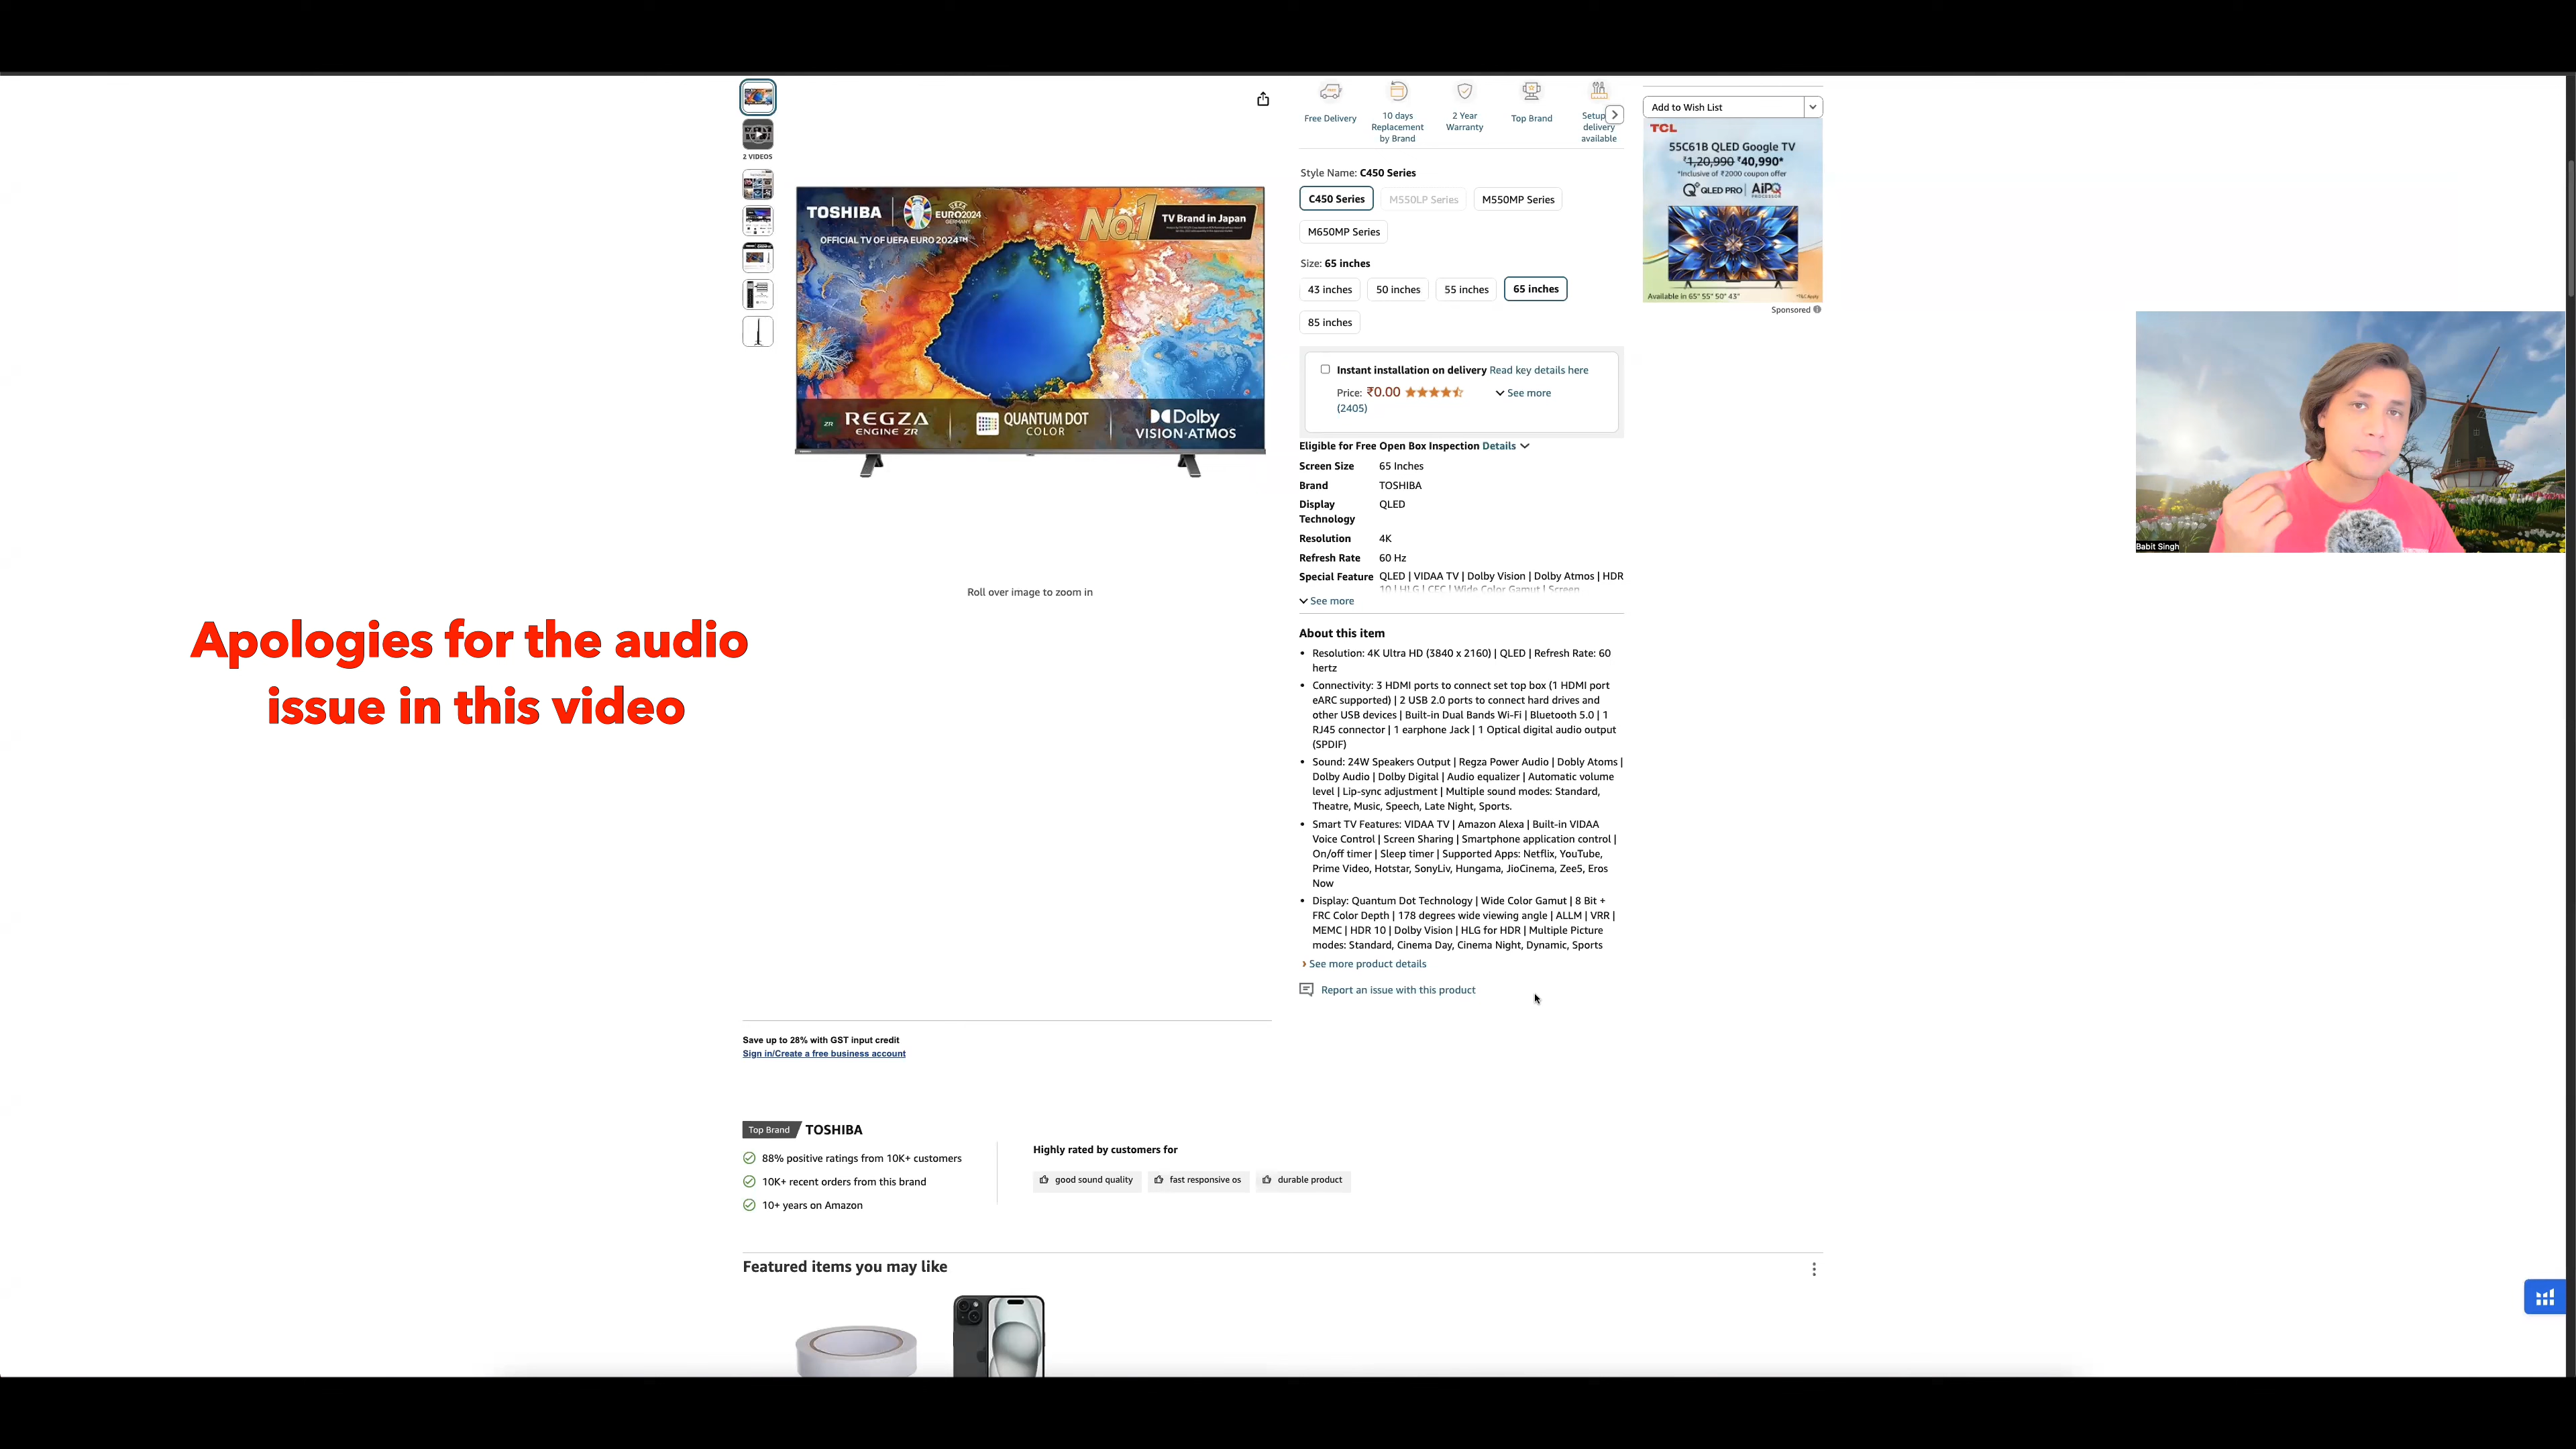 2 VIDEOS
TOSHIBA
UEFA
EURO2024
GERMANY
OFFICIAL TV OF UEFA EURO 2024™
No.1
TV Brand in Japan
ZR
REGZA
ENGINE ZR
QUANTUM DOT
COLOR
Dolby
VISION·ATMOS
Roll over image to zoom in
Apologies for the audio
issue in this video
Free Delivery
10 days
Replacement
by Brand
2 Year
Warranty
Top Brand
Setup
delivery
available
Style Name: C450 Series
C450 Series
M550LP Series
M550MP Series
M650MP Series
Size: 65 inches
43 inches
50 inches
55 inches
65 inches
85 inches
Instant installation on delivery Read key details here
Price: ₹0.00
See more
(2405)
Eligible for Free Open Box Inspection Details
Screen Size 65 Inches
Brand TOSHIBA
Display
Technology
QLED
Resolution 4K
Refresh Rate 60 Hz
Special Feature QLED | VIDAA TV | Dolby Vision | Dolby Atmos | HDR
10 | HLG | CEC | Wide Color Gamut | Screen
See more
About this item
• Resolution: 4K Ultra HD (3840 x 2160) | QLED | Refresh Rate: 60
hertz
• Connectivity: 3 HDMI ports to connect set top box (1 HDMI port
eARC supported) | 2 USB 2.0 ports to connect hard drives and
other USB devices | Built-in Dual Bands Wi-Fi | Bluetooth 5.0 | 1
RJ45 connector | 1 earphone Jack | 1 Optical digital audio output
(SPDIF)
• Sound: 24W Speakers Output | Regza Power Audio | Dobly Atoms |
Dolby Audio | Dolby Digital | Audio equalizer | Automatic volume
level | Lip-sync adjustment | Multiple sound modes: Standard,
Theatre, Music, Speech, Late Night, Sports.
• Smart TV Features: VIDAA TV | Amazon Alexa | Built-in VIDAA
Voice Control | Screen Sharing | Smartphone application control |
On/off timer | Sleep timer | Supported Apps: Netflix, YouTube,
Prime Video, Hotstar, SonyLiv, Hungama, JioCinema, Zee5, Eros
Now
• Display: Quantum Dot Technology | Wide Color Gamut | 8 Bit +
FRC Color Depth | 178 degrees wide viewing angle | ALLM | VRR |
MEMC | HDR 10 | Dolby Vision | HLG for HDR | Multiple Picture
modes: Standard, Cinema Day, Cinema Night, Dynamic, Sports
› See more product details
Report an issue with this product
Add to Wish List
TCL
55C61B QLED Google TV
₹1,20,990 ₹40,990*
*Inclusive of ₹2000 coupon offer
QLED PRO | AiPQ
PROCESSOR
Available in 65" 55" 50" 43"
*T&C Apply
Sponsored
Babit Singh
Save up to 28% with GST input credit
Sign in/Create a free business account
Top Brand TOSHIBA
88% positive ratings from 10K+ customers
10K+ recent orders from this brand
10+ years on Amazon
Highly rated by customers for
good sound quality
fast responsive os
durable product
Featured items you may like